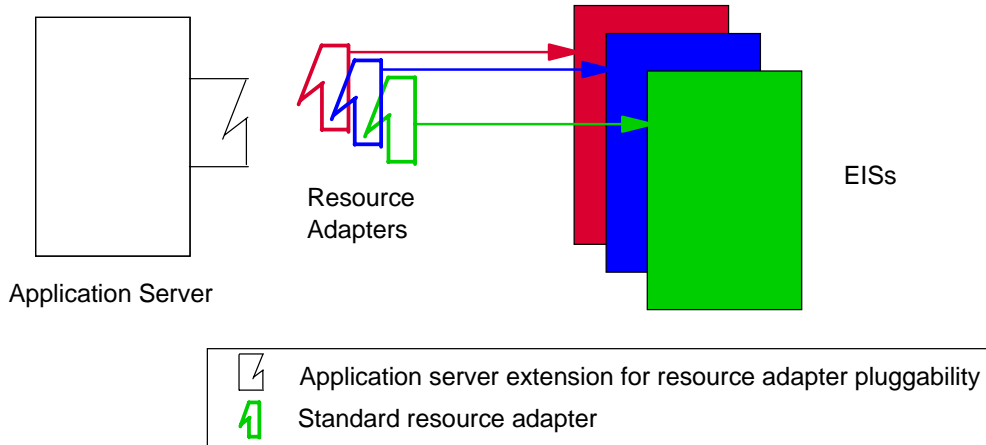 Resource
Adapters
EISs
Application Server
Application server extension for resource adapter pluggability
Standard resource adapter